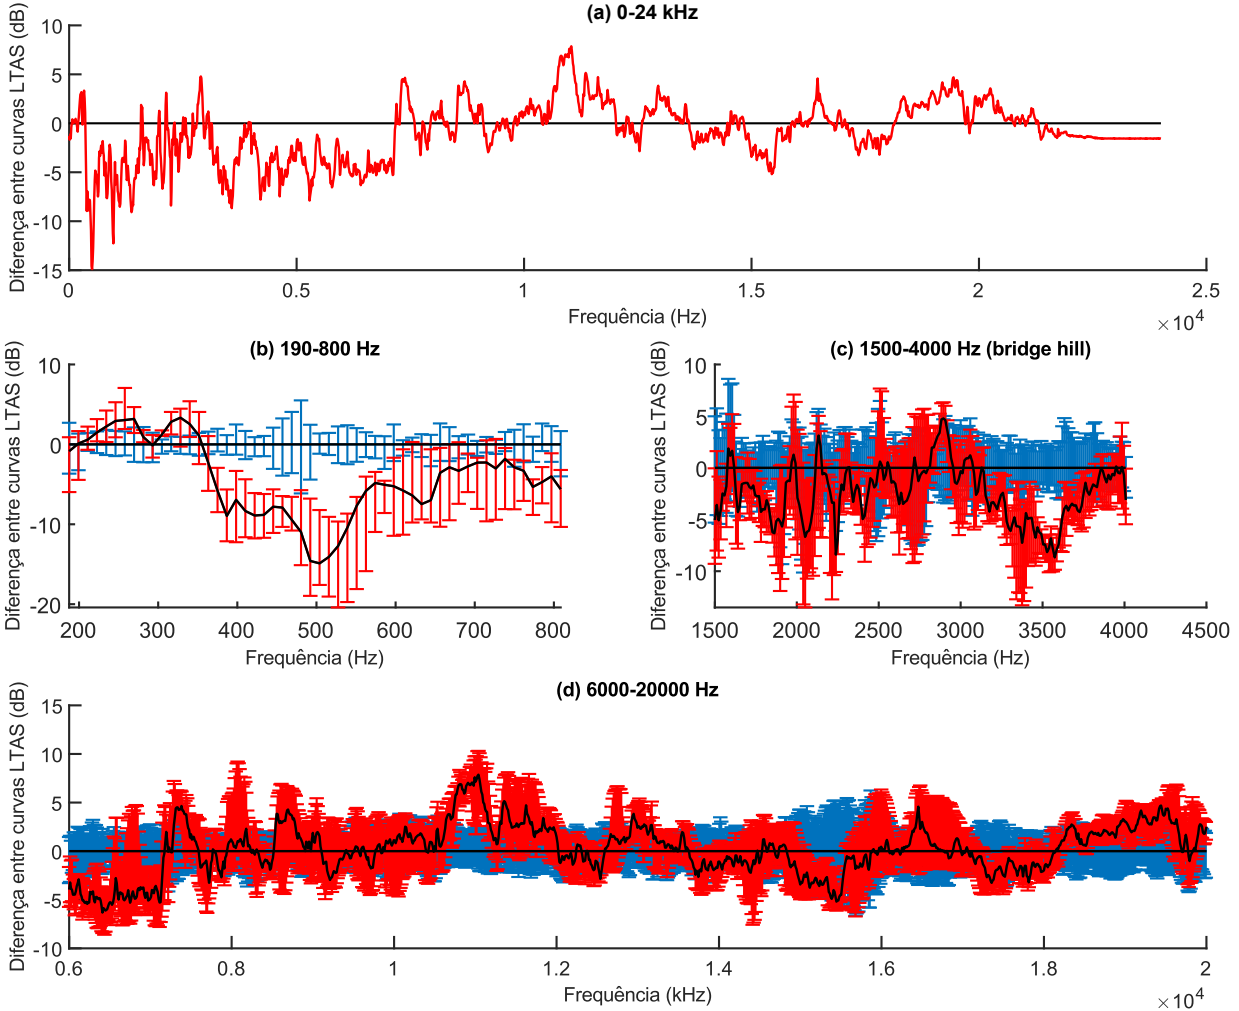 (a) 0-24 kHz
Diferença entre curvas LTAS (dB)
10
5
0
-5
-10
-15
0 0.5 1 1.5 2 2.5
Frequência (Hz)
×10^4
(b) 190-800 Hz
Diferença entre curvas LTAS (dB)
10
0
-10
-20
200 300 400 500 600 700 800
Frequência (Hz)
(c) 1500-4000 Hz (bridge hill)
Diferença entre curvas LTAS (dB)
10
5
0
-5
-10
1500 2000 2500 3000 3500 4000 4500
Frequência (Hz)
(d) 6000-20000 Hz
Diferença entre curvas LTAS (dB)
15
10
5
0
-5
-10
0.6 0.8 1 1.2 1.4 1.6 1.8 2
Frequência (kHz)
×10^4